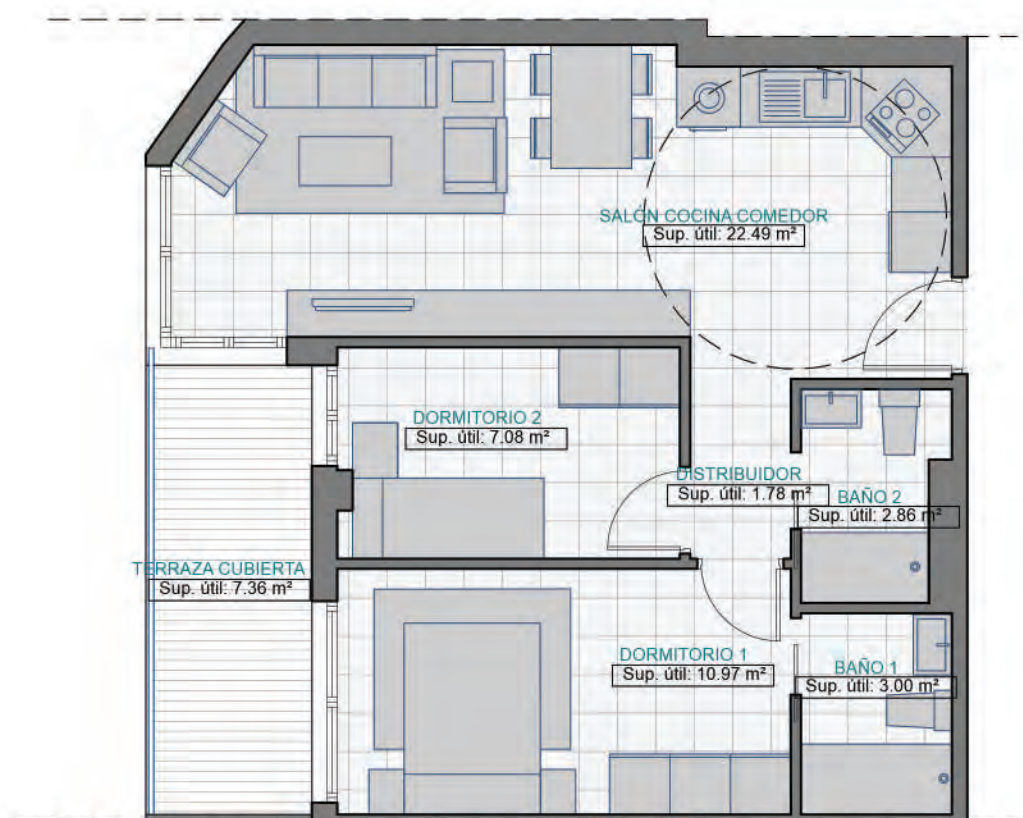 SALÓN COCINA COMEDOR
Sup. útil: 22.49 m²
DORMITORIO 2
Sup. útil: 7.08 m²
DISTRIBUIDOR
Sup. útil: 1.78 m²
BAÑO 2
Sup. útil: 2.86 m²
TERRAZA CUBIERTA
Sup. útil: 7.36 m²
DORMITORIO 1
Sup. útil: 10.97 m²
BAÑO 1
Sup. útil: 3.00 m²